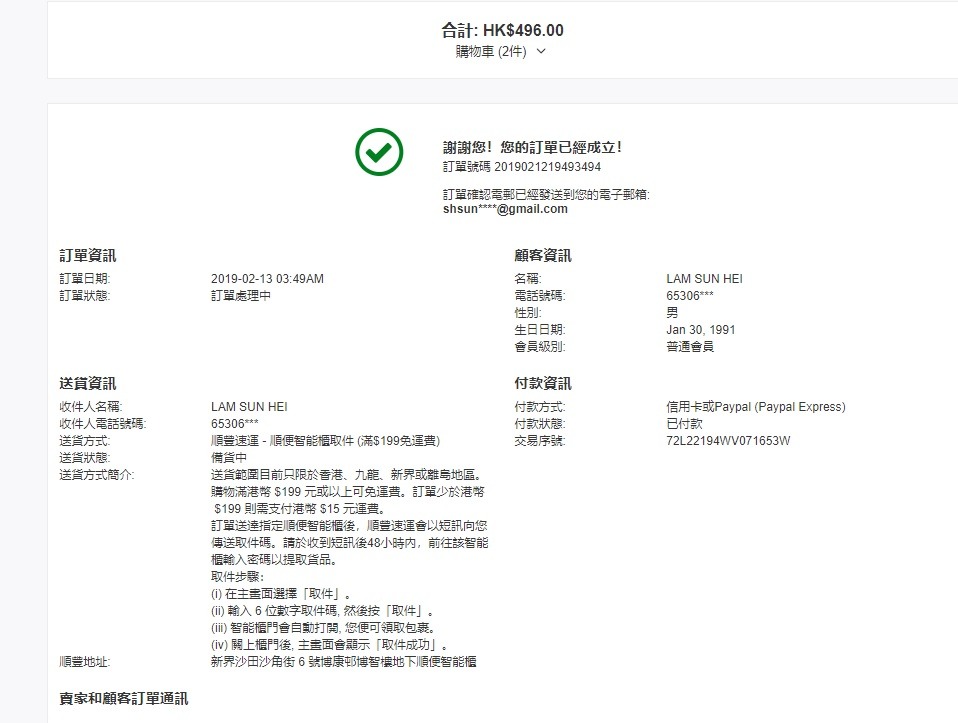 合計: HK$496.00
購物車 (2件)
謝謝您！您的訂單已經成立！
訂單號碼 2019021219493494
訂單確認電郵已經發送到您的電子郵箱:
shsun****@gmail.com
訂單資訊
訂單日期: 2019-02-13 03:49AM
訂單狀態: 訂單處理中
顧客資訊
名稱: LAM SUN HEI
電話號碼: 65306***
性別: 男
生日日期: Jan 30, 1991
會員級別: 普通會員
送貨資訊
收件人名稱: LAM SUN HEI
收件人電話號碼: 65306***
送貨方式: 順豐速運 - 順便智能櫃取件 (滿$199免運費)
送貨狀態: 備貨中
送貨方式簡介: 送貨範圍目前只限於香港、九龍、新界或離島地區。
購物滿港幣 $199 元或以上可免運費。訂單少於港幣
$199 則需支付港幣 $15 元運費。
訂單送達指定順便智能櫃後，順豐速運會以短訊向您
傳送取件碼。請於收到短訊後48小時內，前往該智能
櫃輸入密碼以提取貨品。
取件步驟：
(i) 在主畫面選擇「取件」。
(ii) 輸入 6 位數字取件碼, 然後按「取件」。
(iii) 智能櫃門會自動打開, 您便可領取包裹。
(iv) 關上櫃門後, 主畫面會顯示「取件成功」。
順豐地址: 新界沙田沙角街 6 號博康邨博智樓地下順便智能櫃
付款資訊
付款方式: 信用卡或Paypal (Paypal Express)
付款狀態: 已付款
交易序號: 72L22194WV071653W
賣家和顧客訂單通訊